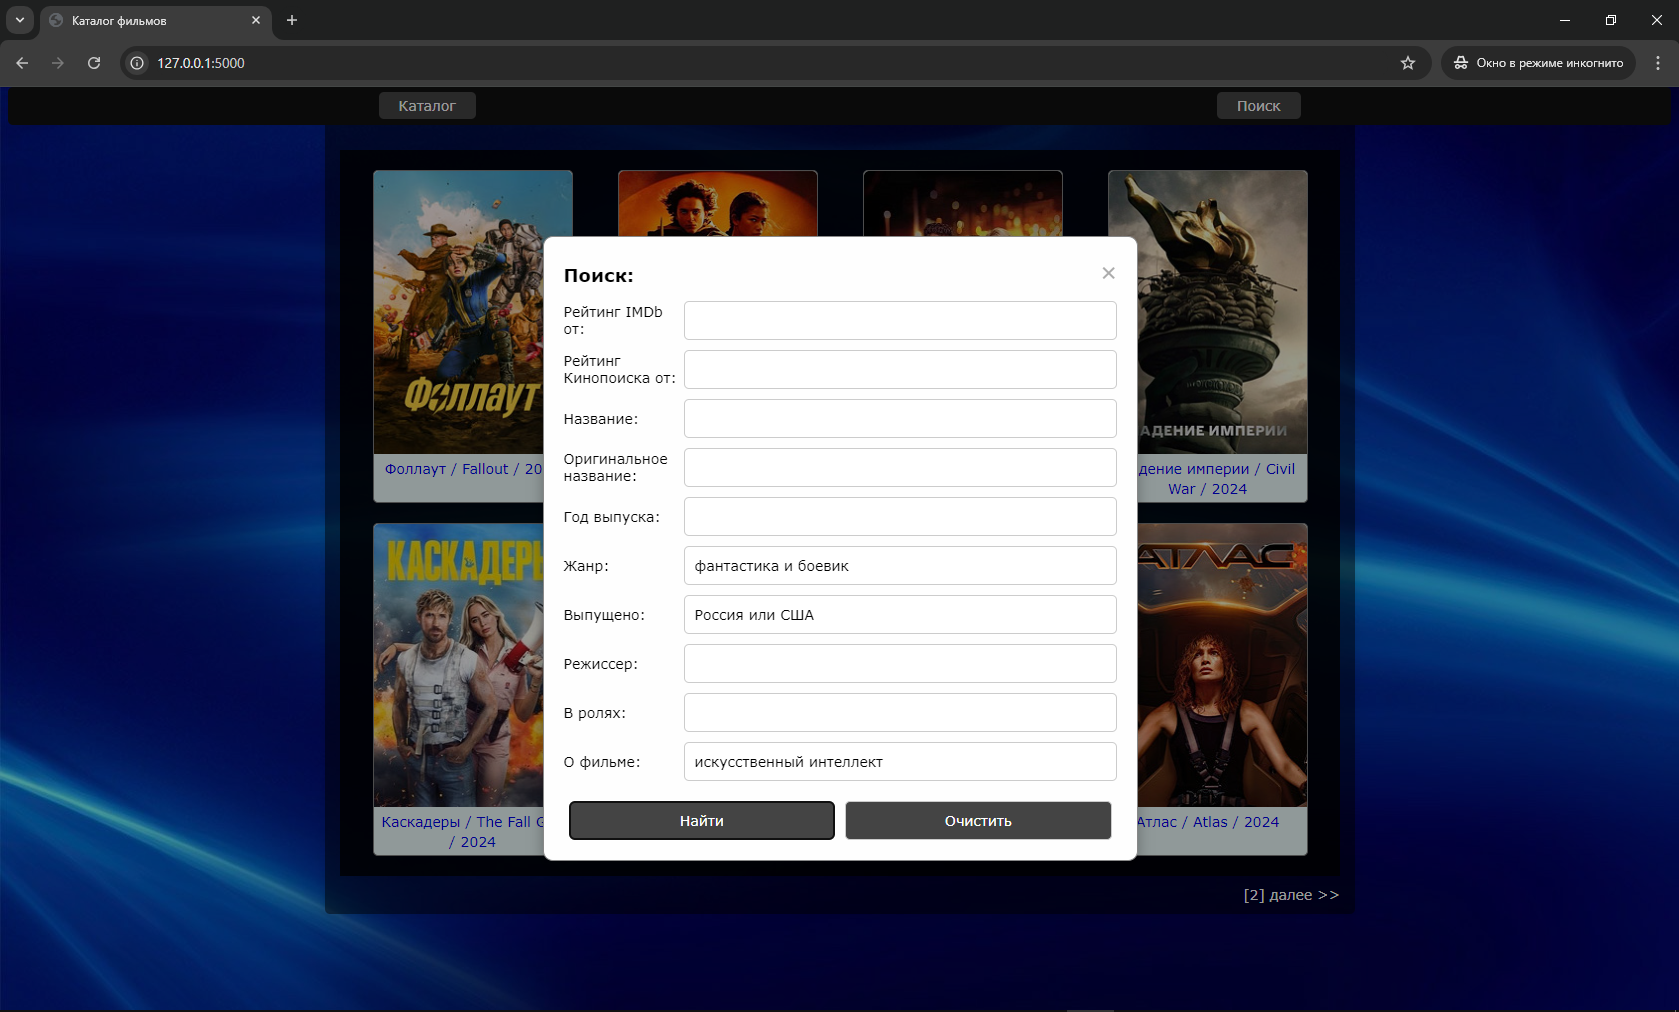 Каталог фильмов
127.0.0.1:5000
Окно в режиме инкогнито
Каталог
Поиск
Фоллаут
АДЕНИЕ ИМПЕРИИ
Фоллаут / Fallout / 20
дение империи / Civil
War / 2024
КАСКАДЕРЫ
АТЛАС
Каскадеры / The Fall G
/ 2024
Атлас / Atlas / 2024
Поиск:
Рейтинг IMDb
от:
Рейтинг
Кинопоиска от:
Название:
Оригинальное
название:
Год выпуска:
Жанр:
фантастика и боевик
Выпущено:
Россия или США
Режиссер:
В ролях:
О фильме:
искусственный интеллект
Найти
Очистить
[2] далее >>